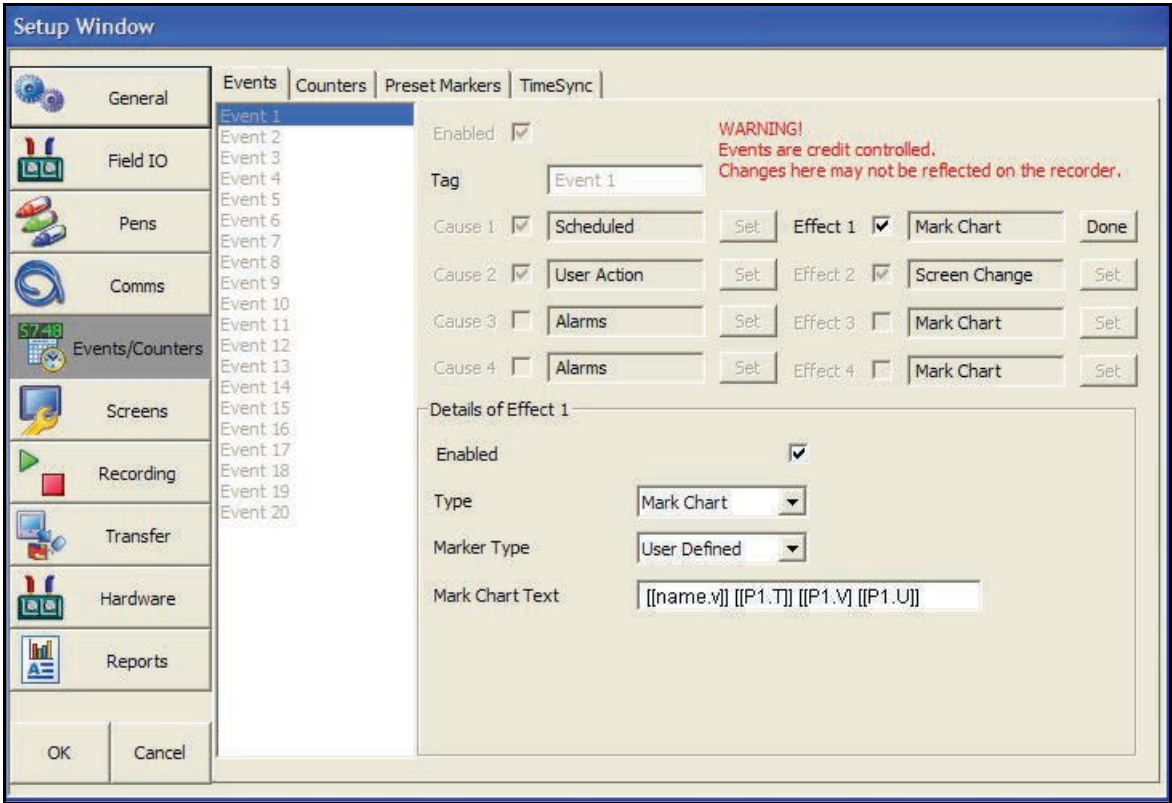 Setup Window
General
Field IO
Pens
Comms
57.48
Events/Counters
Screens
Recording
Transfer
Hardware
Reports
OK Cancel
Events Counters Preset Markers TimeSync
Event 1
Event 2
Event 3
Event 4
Event 5
Event 6
Event 7
Event 8
Event 9
Event 10
Event 11
Event 12
Event 13
Event 14
Event 15
Event 16
Event 17
Event 18
Event 19
Event 20
Enabled
WARNING!
Events are credit controlled.
Changes here may not be reflected on the recorder.
Tag Event 1
Cause 1 Scheduled Set Effect 1 Mark Chart Done
Cause 2 User Action Set Effect 2 Screen Change Set
Cause 3 Alarms Set Effect 3 Mark Chart Set
Cause 4 Alarms Set Effect 4 Mark Chart Set
Details of Effect 1
Enabled
Type Mark Chart
Marker Type User Defined
Mark Chart Text [[name.v]] [[P1.T]] [[P1.V] [[P1.U]]